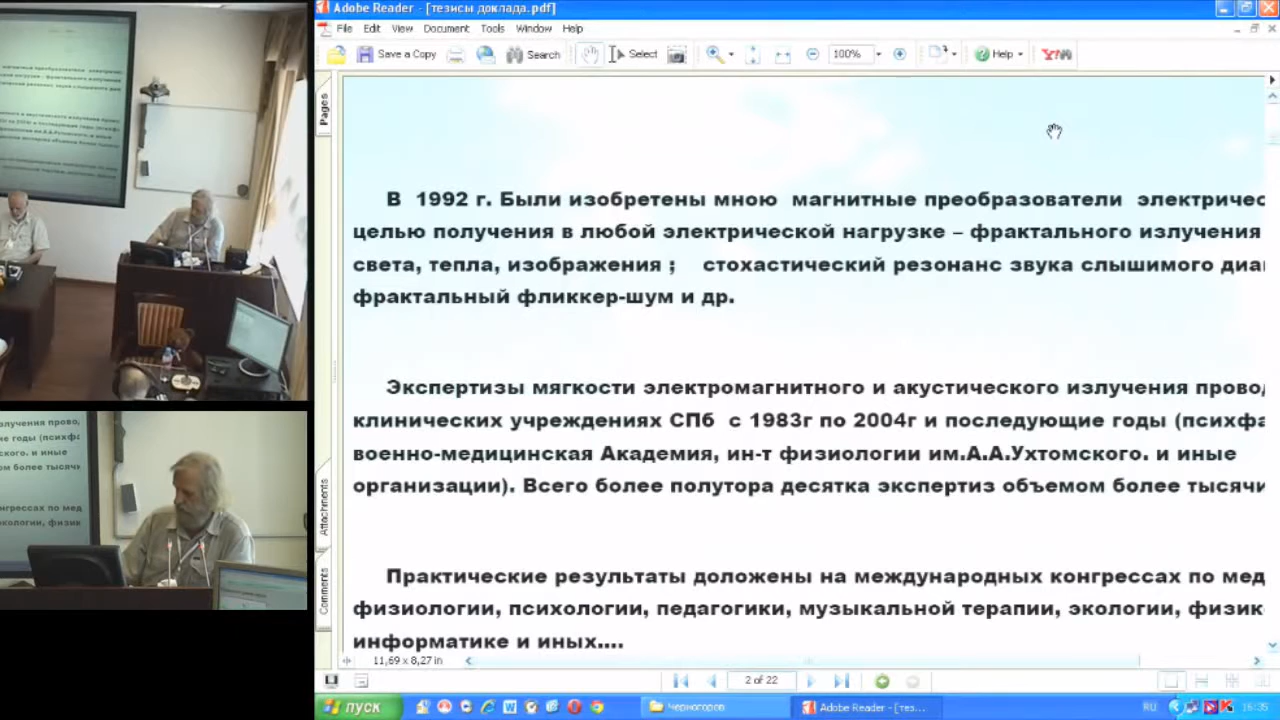 Adobe Reader - [тезисы доклада.pdf]
File Edit View Document Tools Window Help
Save a Copy Search Select 100% Help
Pages
В 1992 г. Были изобретены мною магнитные преобразователи электричес
целью получения в любой электрической нагрузке – фрактального излучения
света, тепла, изображения ; стохастический резонанс звука слышимого диа
фрактальный фликкер-шум и др.
Экспертизы мягкости электромагнитного и акустического излучения провод
клинических учреждениях СПб с 1983г по 2004г и последующие годы (психфа
военно-медицинская Академия, ин-т физиологии им.А.А.Ухтомского. и иные
организации). Всего более полутора десятка экспертиз объемом более тысячи
Attachments
Практические результаты доложены на международных конгрессах по мед
физиологии, психологии, педагогики, музыкальной терапии, экологии, физик
информатике и иных....
Comments
11,69 x 8,27 in
2 of 22
пуск Черногоров Adobe Reader - [тез... RU 16:35